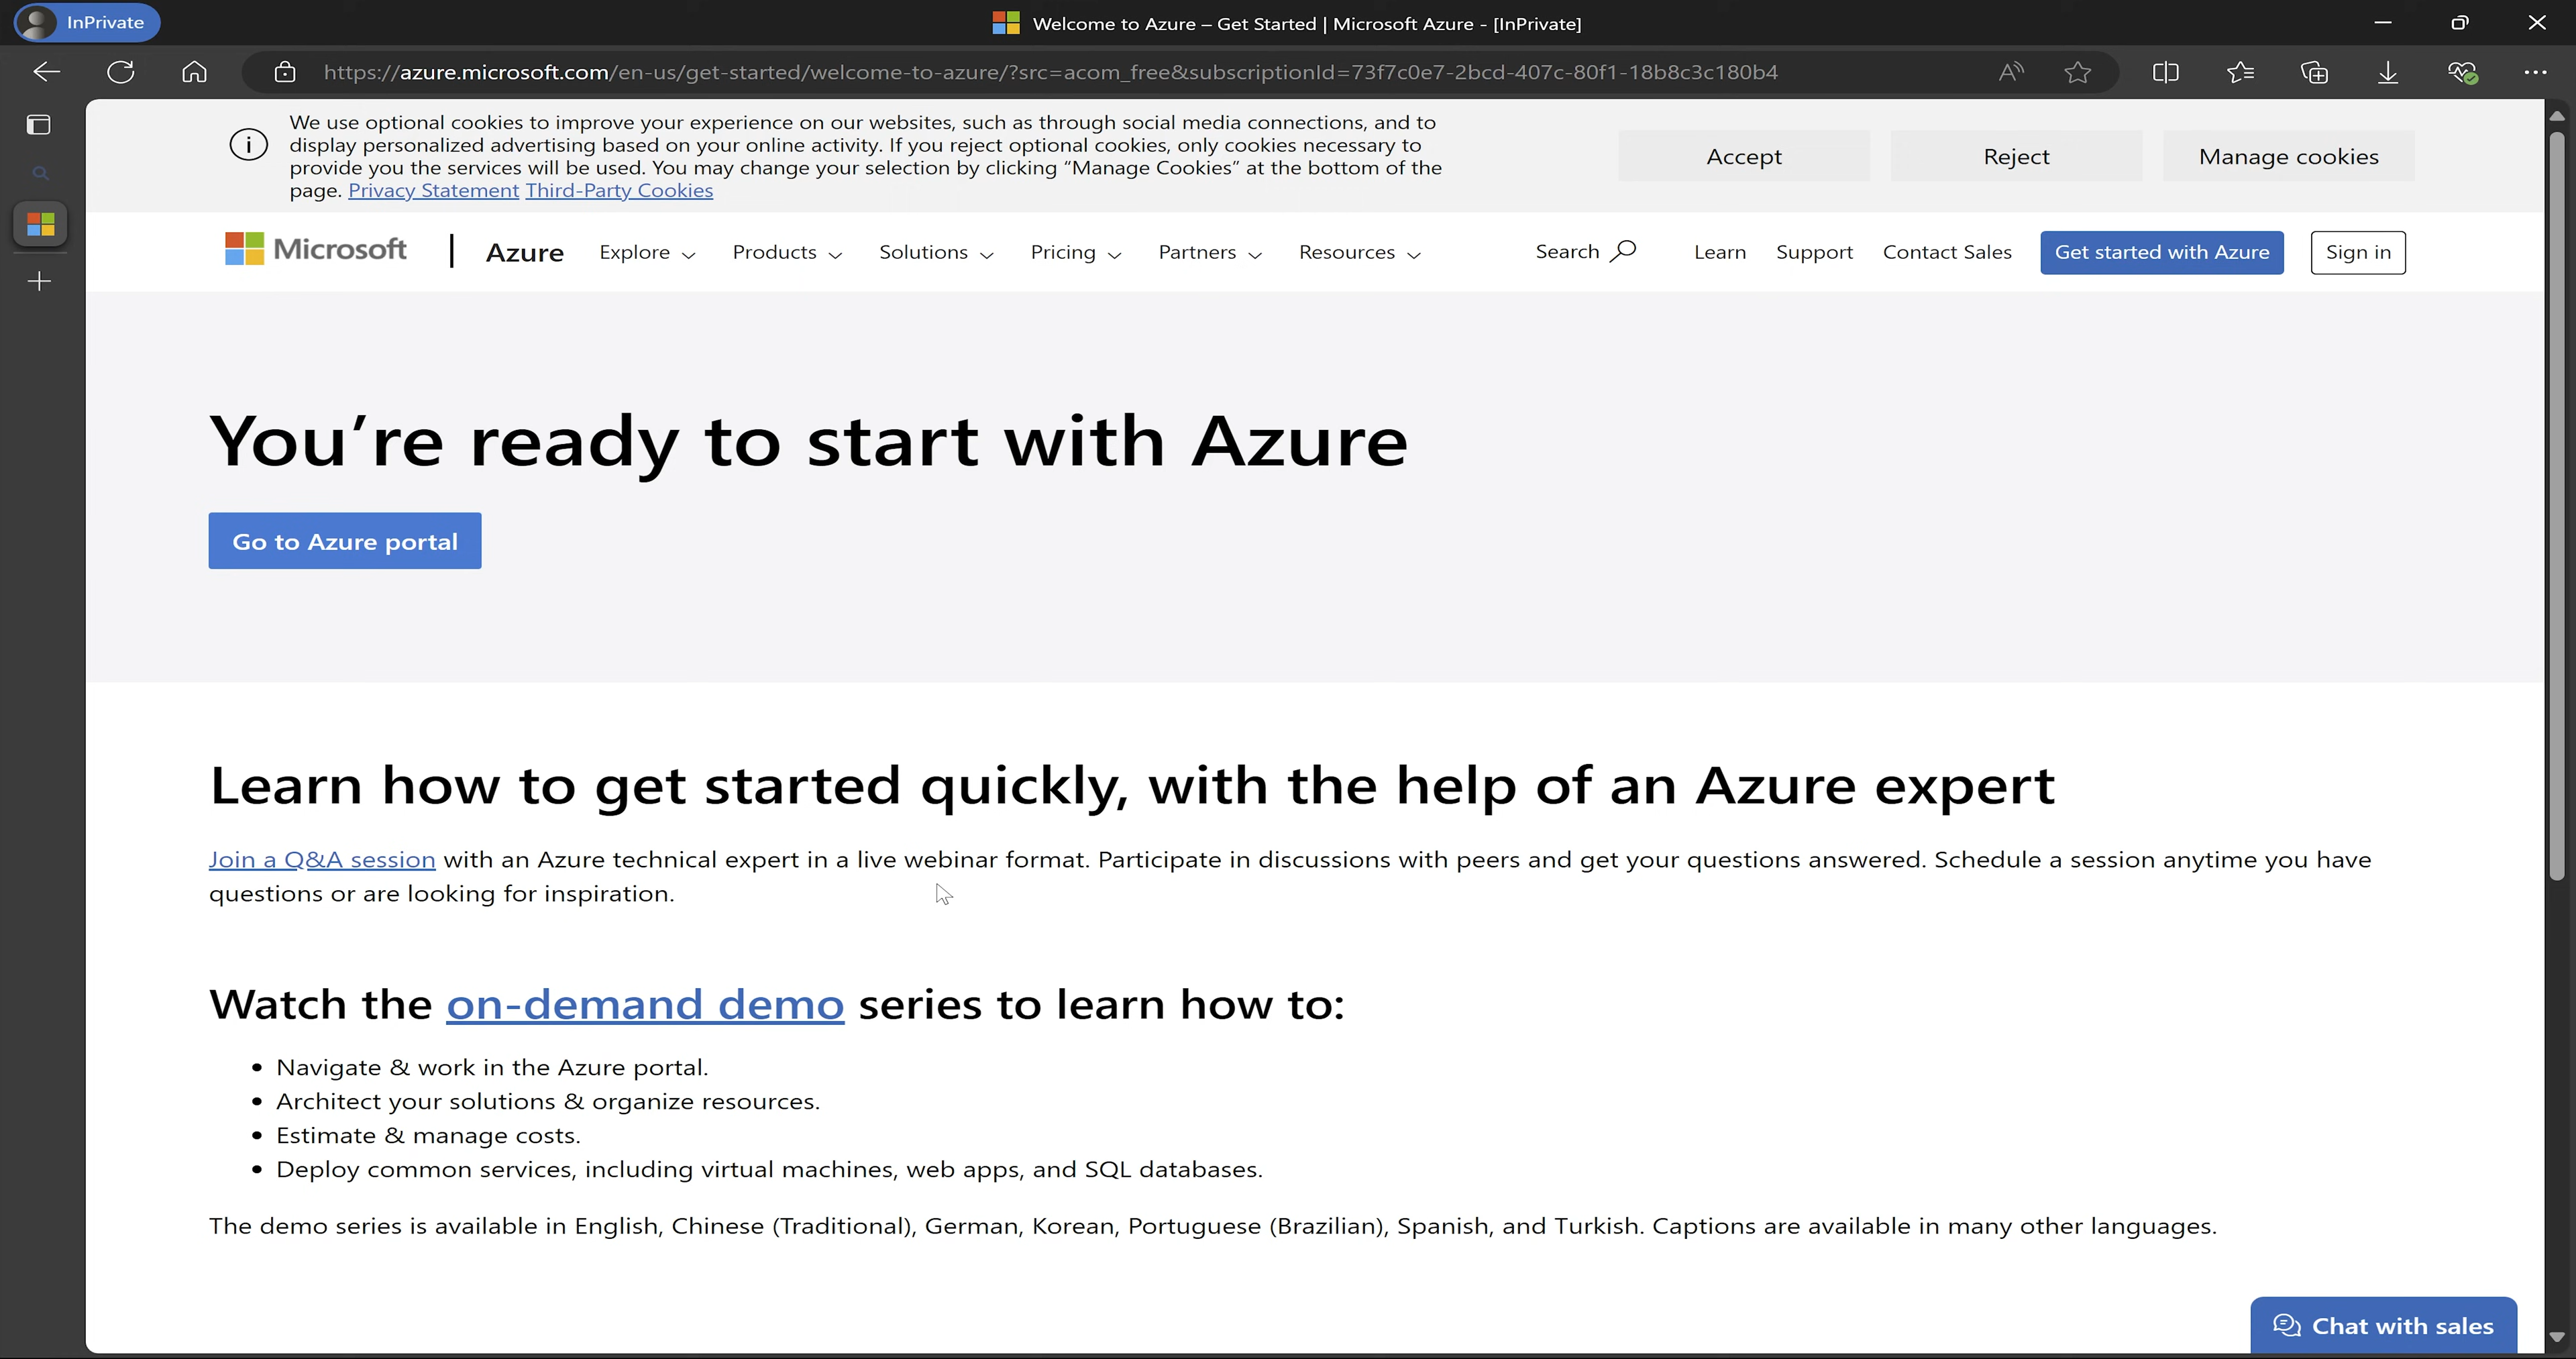 InPrivate
Welcome to Azure – Get Started | Microsoft Azure - [InPrivate]
https://azure.microsoft.com/en-us/get-started/welcome-to-azure/?src=acom_free&subscriptionId=73f7c0e7-2bcd-407c-80f1-18b8c3c180b4
We use optional cookies to improve your experience on our websites, such as through social media connections, and to
display personalized advertising based on your online activity. If you reject optional cookies, only cookies necessary to
provide you the services will be used. You may change your selection by clicking “Manage Cookies” at the bottom of the
page. Privacy Statement Third-Party Cookies
Accept Reject Manage cookies
Microsoft Azure Explore Products Solutions Pricing Partners Resources Search Learn Support Contact Sales Get started with Azure Sign in
You’re ready to start with Azure
Go to Azure portal
Learn how to get started quickly, with the help of an Azure expert
Join a Q&A session with an Azure technical expert in a live webinar format. Participate in discussions with peers and get your questions answered. Schedule a session anytime you have
questions or are looking for inspiration.
Watch the on-demand demo series to learn how to:
• Navigate & work in the Azure portal.
• Architect your solutions & organize resources.
• Estimate & manage costs.
• Deploy common services, including virtual machines, web apps, and SQL databases.
The demo series is available in English, Chinese (Traditional), German, Korean, Portuguese (Brazilian), Spanish, and Turkish. Captions are available in many other languages.
Chat with sales